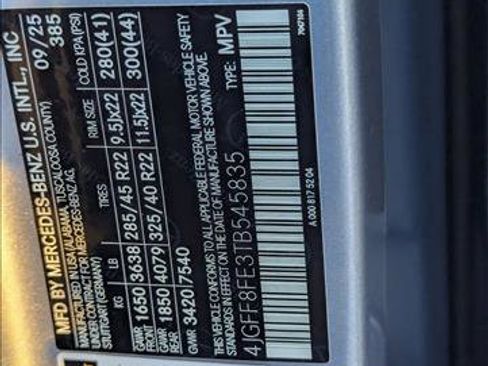 MFD BY MERCEDES-BENZ U.S. INTL., INC
MANUFACTURED IN USA/ALABAMA, TUSCALOOSA COUNTY)
UNDER CONTRACT FOR MERCEDES-BENZ AG,
STUTTGART (GERMANY)
09/25
385
KG LB TIRES RIM SIZE COLD KPA(PSI)
GAWR FRONT 1650 3638 285/45 R22 9.5Jx22 280(41)
GAWR 1850 4079 325/40 R22 11.5Jx22 300(44)
GVWR 3420 7540
THIS VEHICLE CONFORMS TO ALL APPLICABLE FEDERAL MOTOR VEHICLE SAFETY
STANDARDS IN EFFECT ON THE DATE OF MANUFACTURE SHOWN ABOVE.
4JGFF8FE3TB545835 TYPE: MPV
A 000 817 52 04